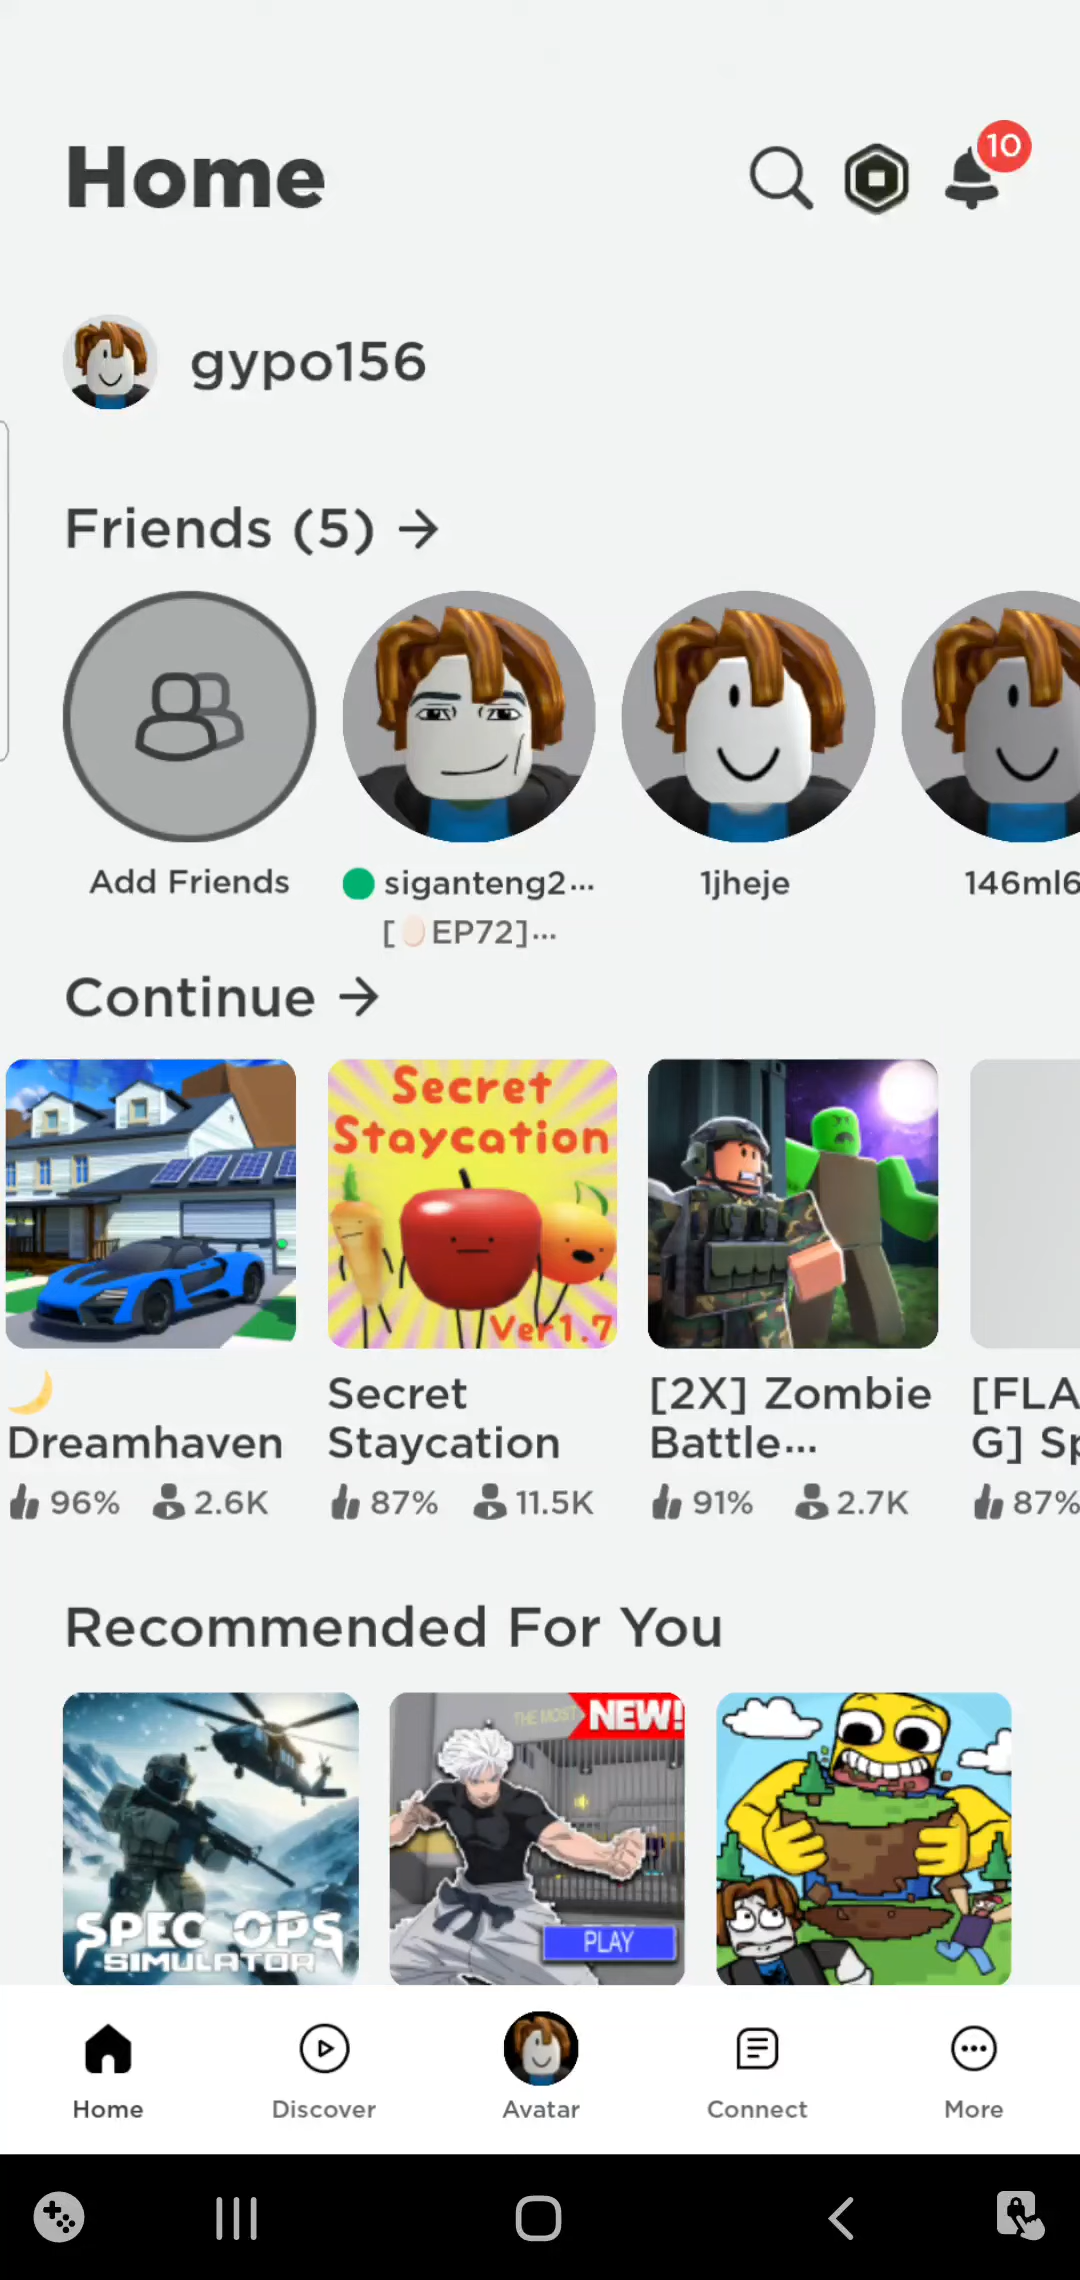 Home
10
gypo156
Friends (5) →
Add Friends
siganteng2...
1jheje
146ml6
[🥚EP72]...
Continue →
Secret
Staycation
Ver1.7
🌙
Dreamhaven
Secret
Staycation
[2X] Zombie
Battle...
[FLA
G] Sp
96%
2.6K
87%
11.5K
91%
2.7K
87%
Recommended For You
SPEC OPS
SIMULATOR
THE MOST
NEW!
PLAY
Home
Discover
Avatar
Connect
More